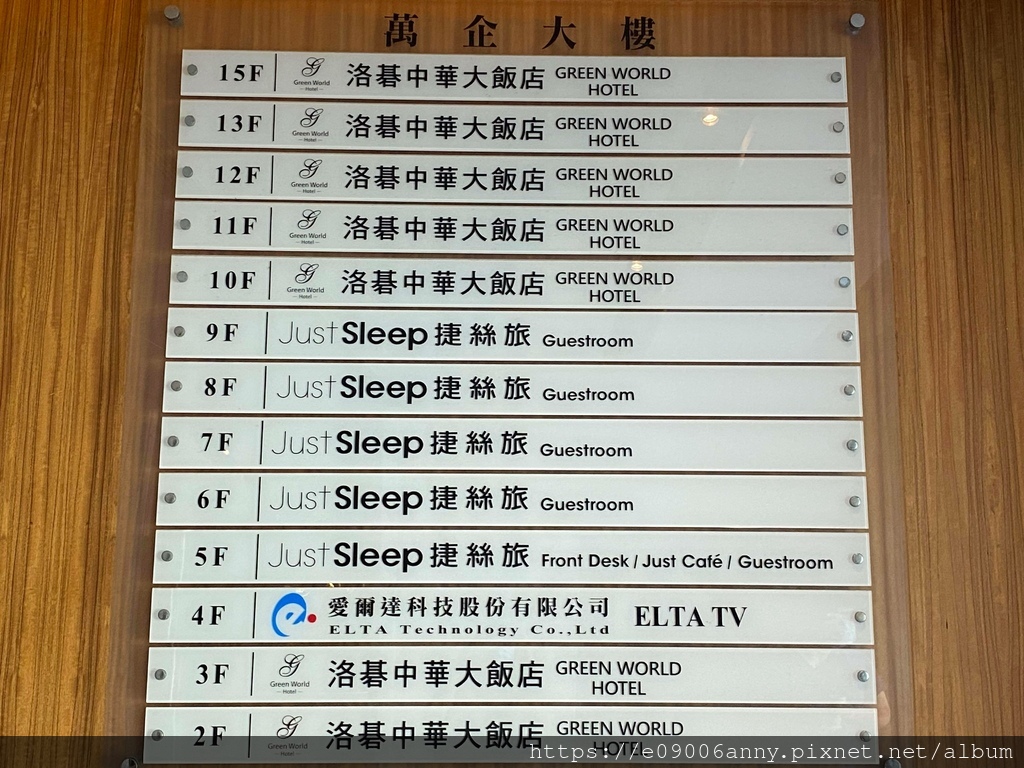 萬企大樓
15F Green World Hotel 洛碁中華大飯店 GREEN WORLD HOTEL
13F Green World Hotel 洛碁中華大飯店 GREEN WORLD HOTEL
12F Green World Hotel 洛碁中華大飯店 GREEN WORLD HOTEL
11F Green World Hotel 洛碁中華大飯店 GREEN WORLD HOTEL
10F Green World Hotel 洛碁中華大飯店 GREEN WORLD HOTEL
9F Just Sleep 捷絲旅 Guestroom
8F Just Sleep 捷絲旅 Guestroom
7F Just Sleep 捷絲旅 Guestroom
6F Just Sleep 捷絲旅 Guestroom
5F Just Sleep 捷絲旅 Front Desk / Just Café / Guestroom
4F 愛爾達科技股份有限公司 ELTA TV
ELTA Technology Co.,Ltd
3F Green World Hotel 洛碁中華大飯店 GREEN WORLD HOTEL
2F Green World Hotel 洛碁中華大飯店 GREEN WORLD HOTEL
https://e09006anny.pixnet.net/album